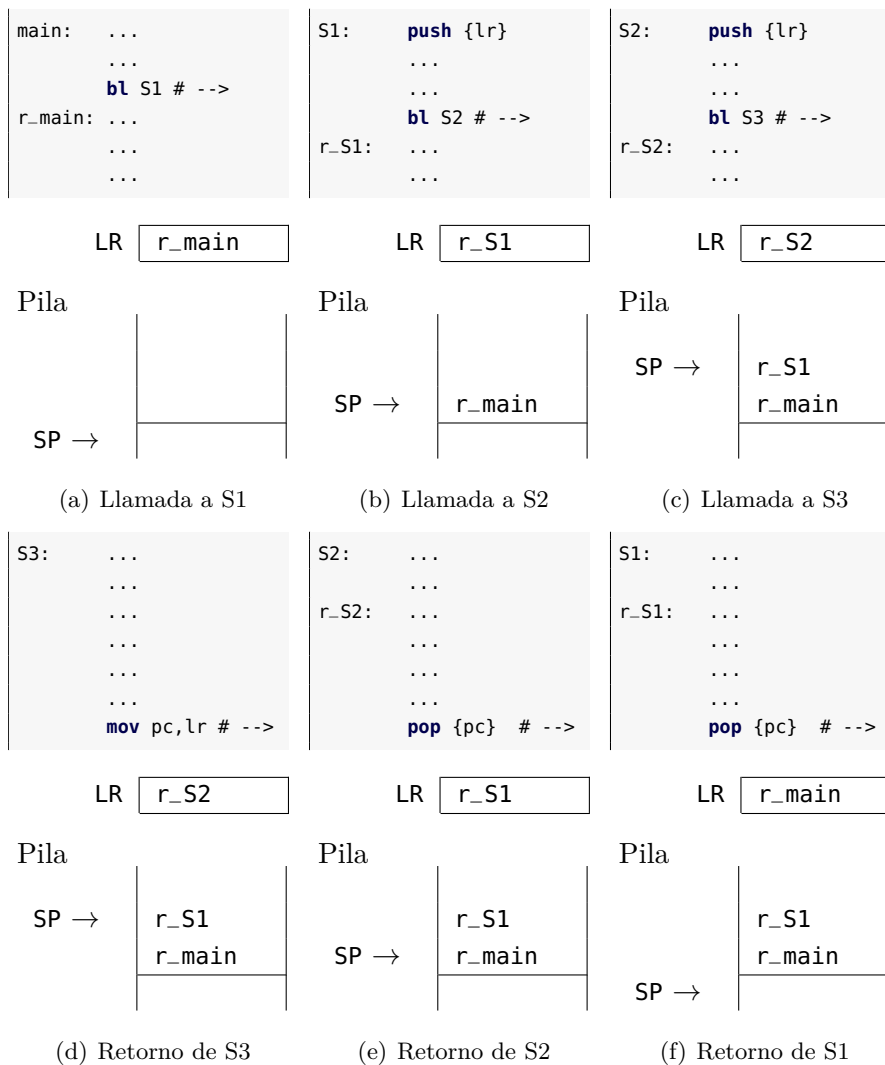 main: ...
...
bl S1 # -->
r_main: ...
...
...
LR r_main
Pila
SP →
(a) Llamada a S1
S1: push {lr}
...
...
bl S2 # -->
r_S1: ...
...
LR r_S1
Pila
SP → r_main
(b) Llamada a S2
S2: push {lr}
...
...
bl S3 # -->
r_S2: ...
...
LR r_S2
Pila
SP → r_S1
r_main
(c) Llamada a S3
S3: ...
...
...
...
...
...
mov pc,lr # -->
LR r_S2
Pila
SP → r_S1
r_main
(d) Retorno de S3
S2: ...
...
r_S2: ...
...
...
...
pop {pc} # -->
LR r_S1
Pila
r_S1
SP → r_main
(e) Retorno de S2
S1: ...
...
r_S1: ...
...
...
...
pop {pc} # -->
LR r_main
Pila
r_S1
r_main
SP →
(f) Retorno de S1